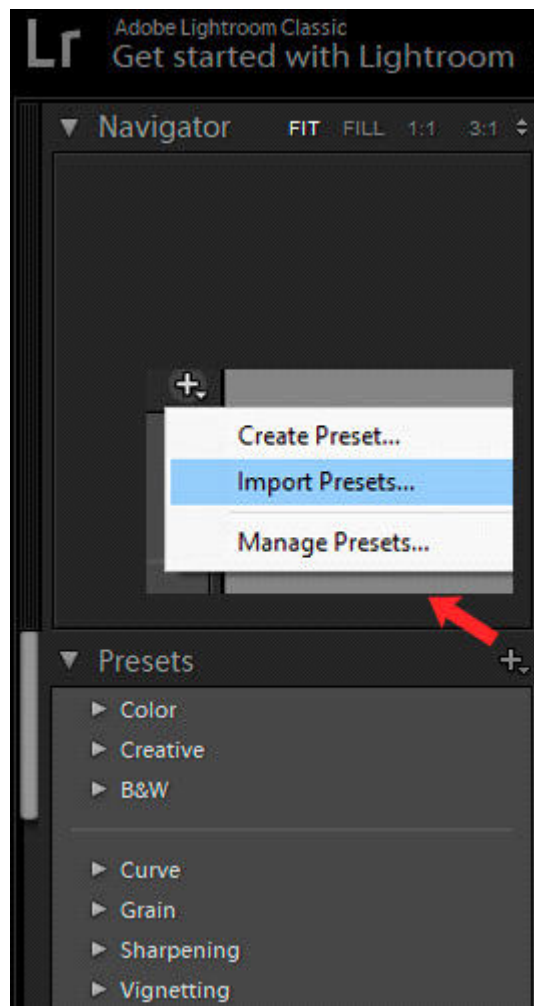 Lr
Adobe Lightroom Classic
Get started with Lightroom
Navigator FIT FILL 1:1 3:1
Create Preset...
Import Presets...
Manage Presets...
Presets
Color
Creative
B&W
Curve
Grain
Sharpening
Vignetting